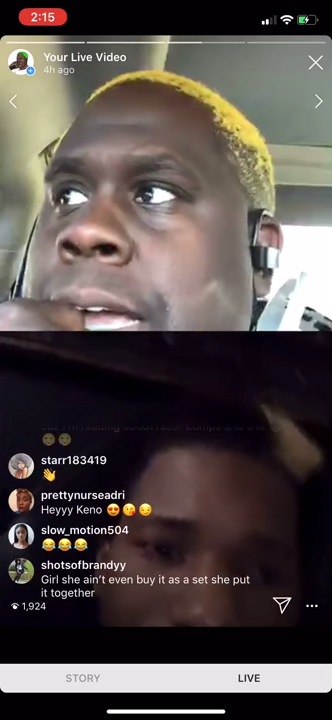 2:15
Your Live Video
4h ago
starr183419
👋
prettynurseadri
Heyyy Keno 😍😘😏
slow_motion504
😂😂😂
shotsofbrandyy
Girl she ain't even buy it as a set she put
it together
1,924
STORY
LIVE